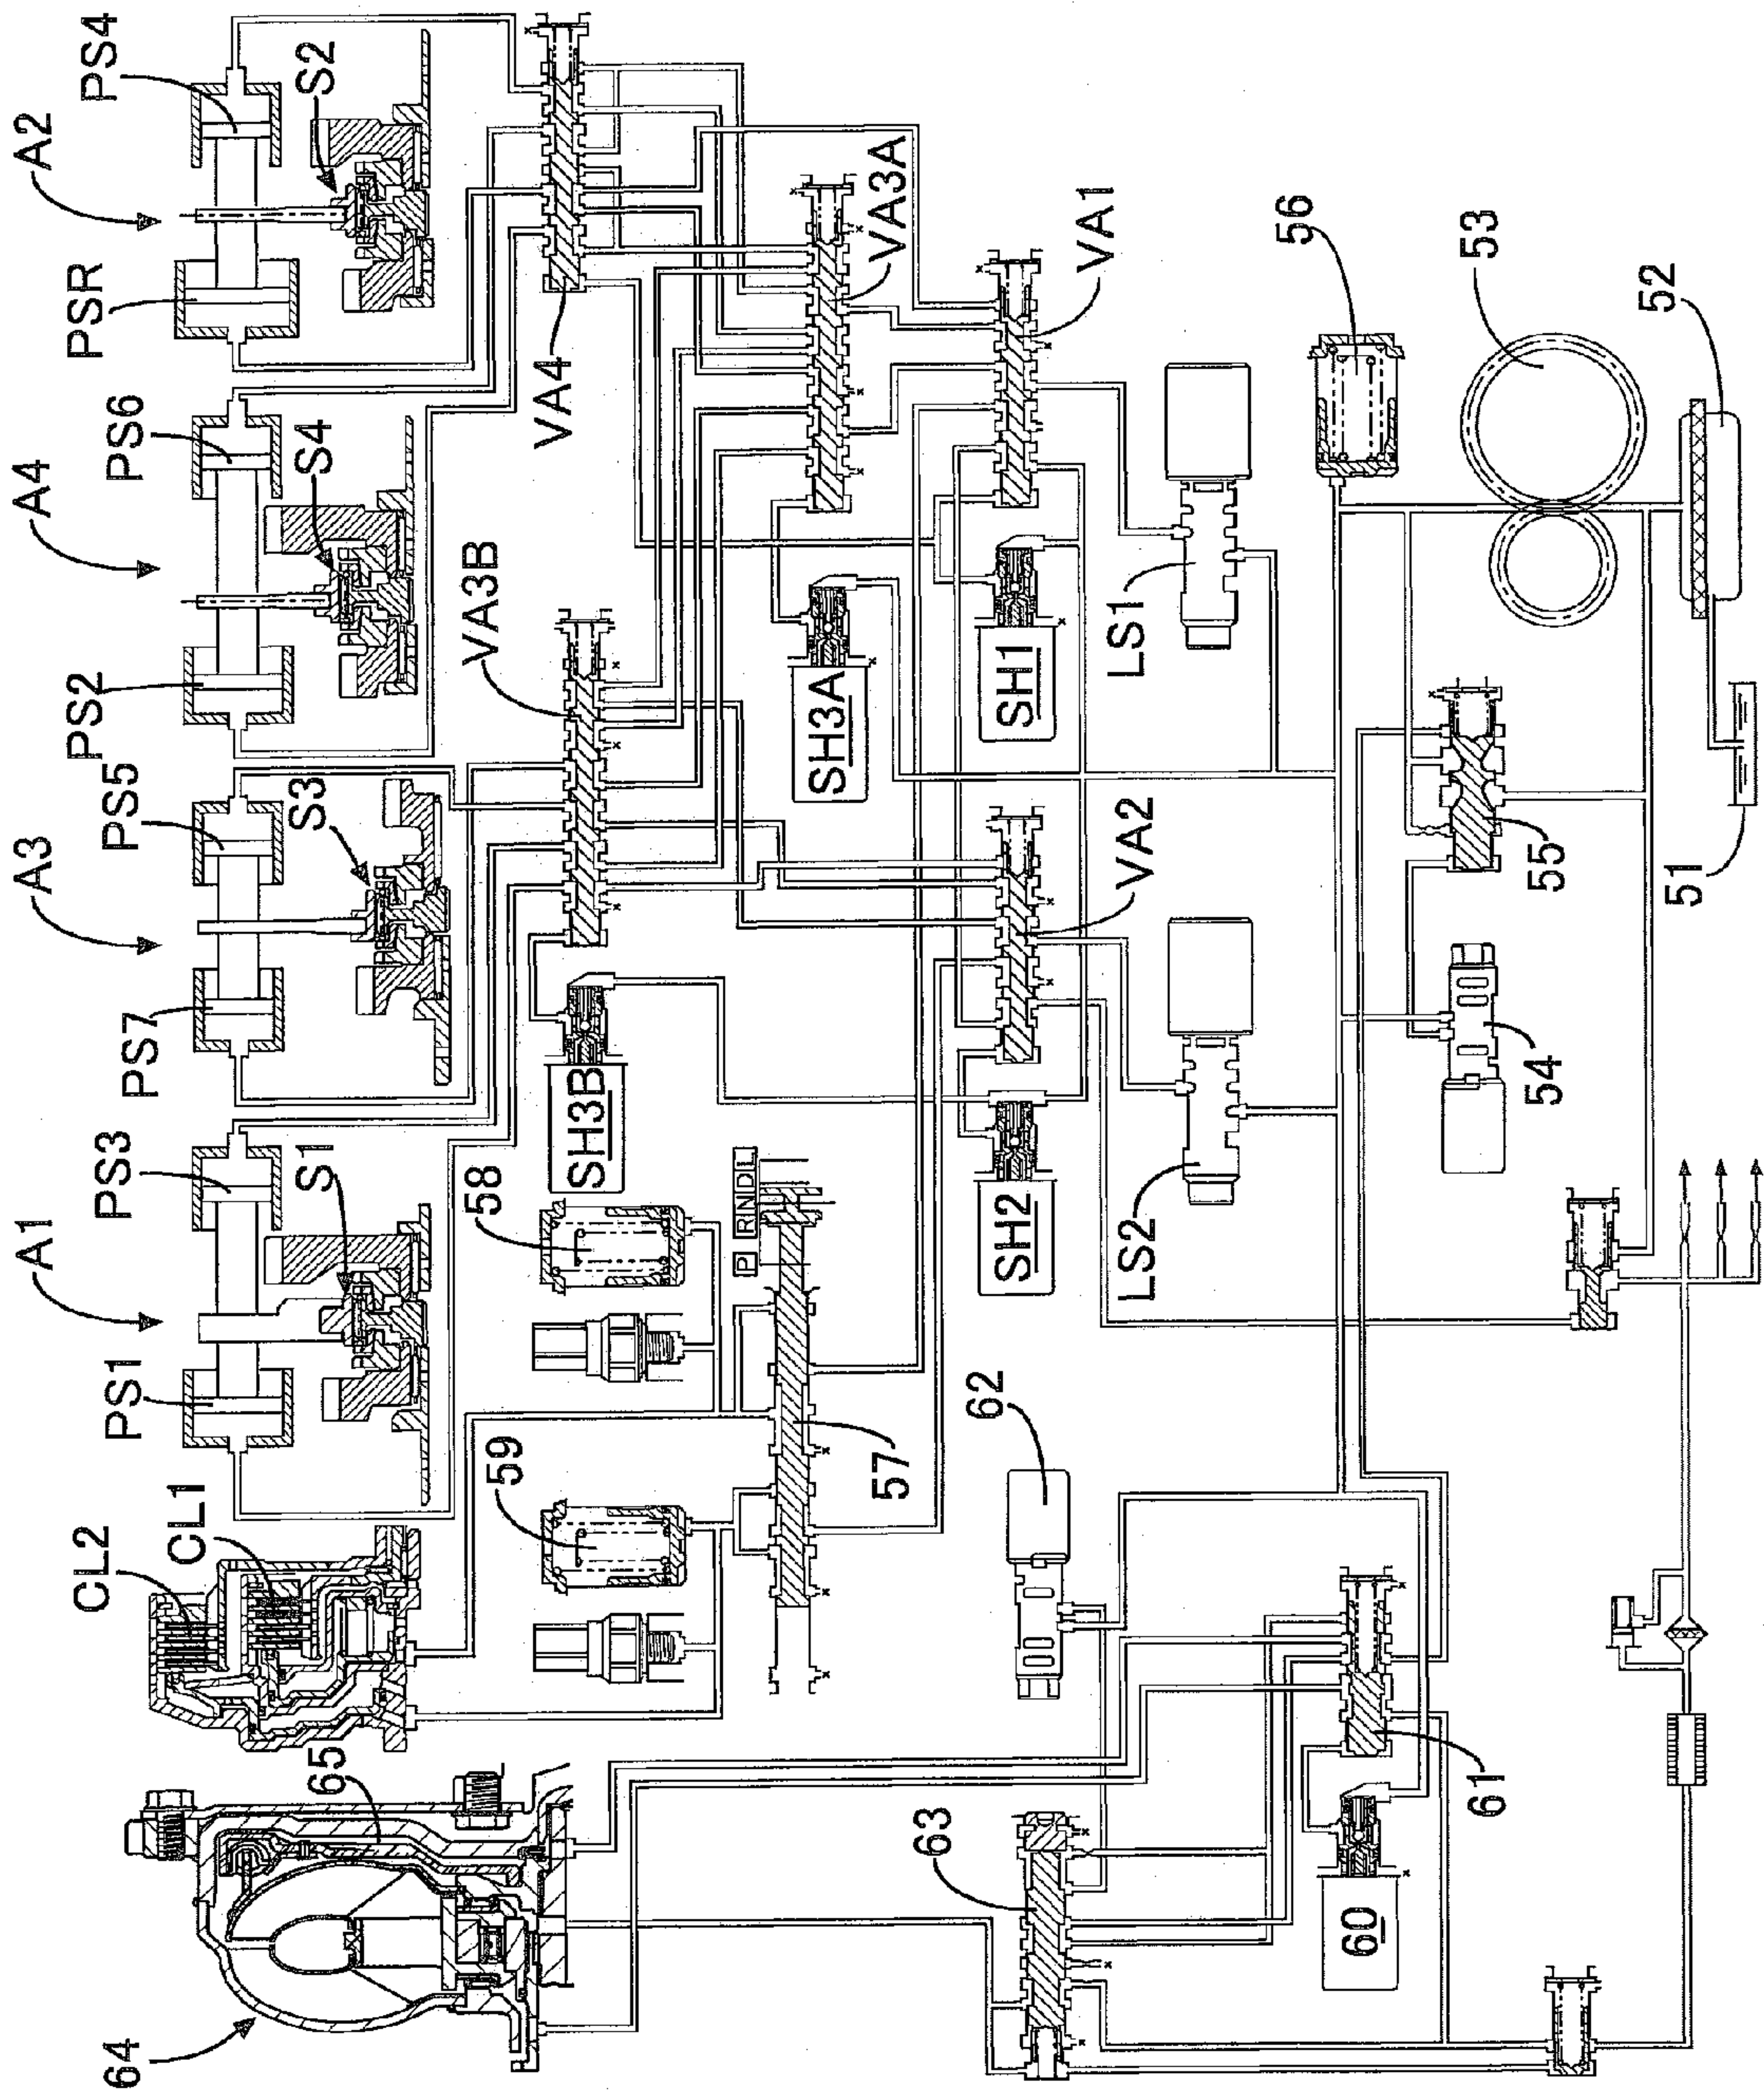 64
65
CL2
CL1
A1
PS1
PS3
S1
A3
PS7
PS5
S3
A4
PS2
PS6
S4
A2
PSR
PS4
S2
59
58
57
P RNDL
SH3B
VA3B
VA4
SH3A
VA3A
SH2
VA2
SH1
VA1
LS2
LS1
62
63
60
61
54
55
56
53
52
51